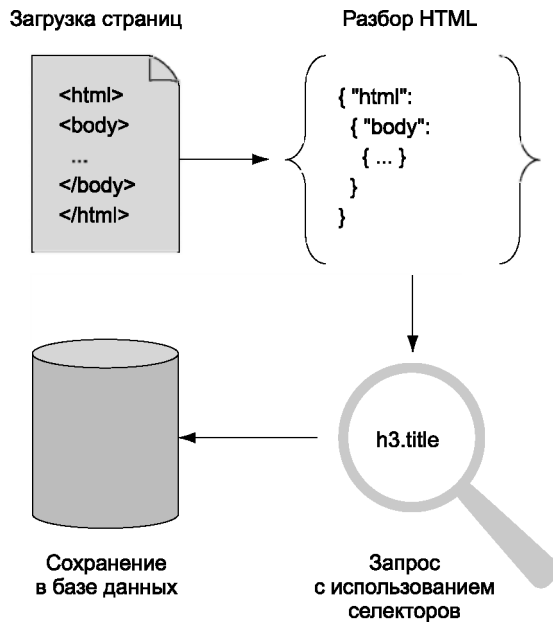 Загрузка страниц
Разбор HTML
<html>
<body>
...
</body>
</html>
{ "html":
{ "body":
{ ... }
}
}
h3.title
Сохранение
в базе данных
Запрос
с использованием
селекторов